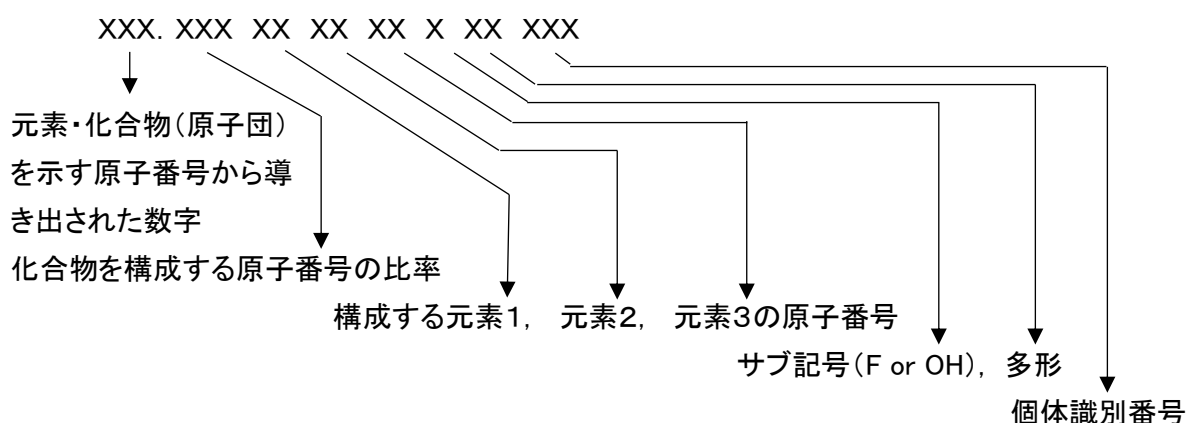 XXX. XXX XX XX XX X XX XXX
元素・化合物(原子団)
を示す原子番号から導
き出された数字
化合物を構成する原子番号の比率
構成する元素1, 元素2, 元素3の原子番号
サブ記号(F or OH), 多形
個体識別番号